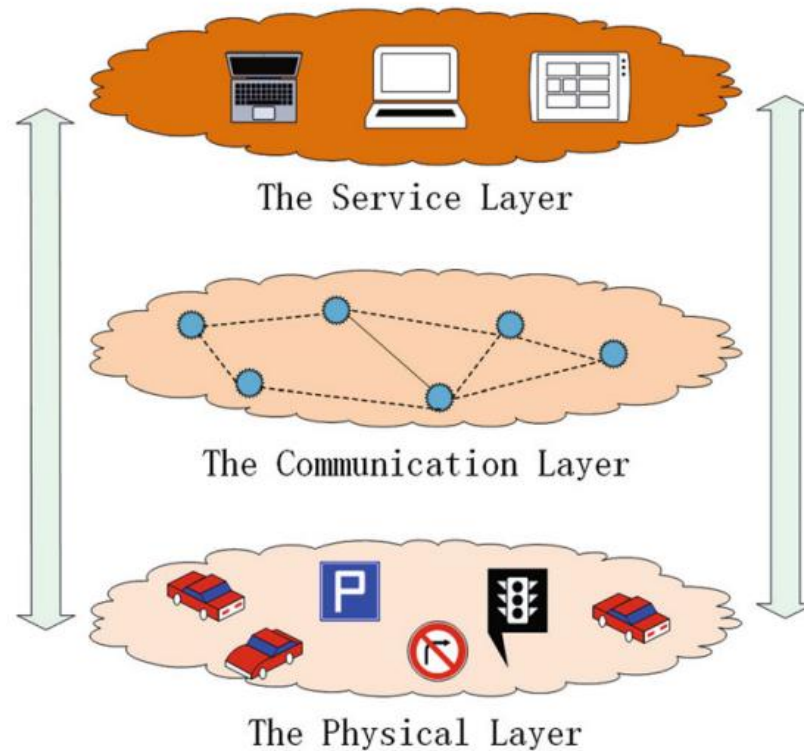 The Service Layer
The Communication Layer
P
The Physical Layer